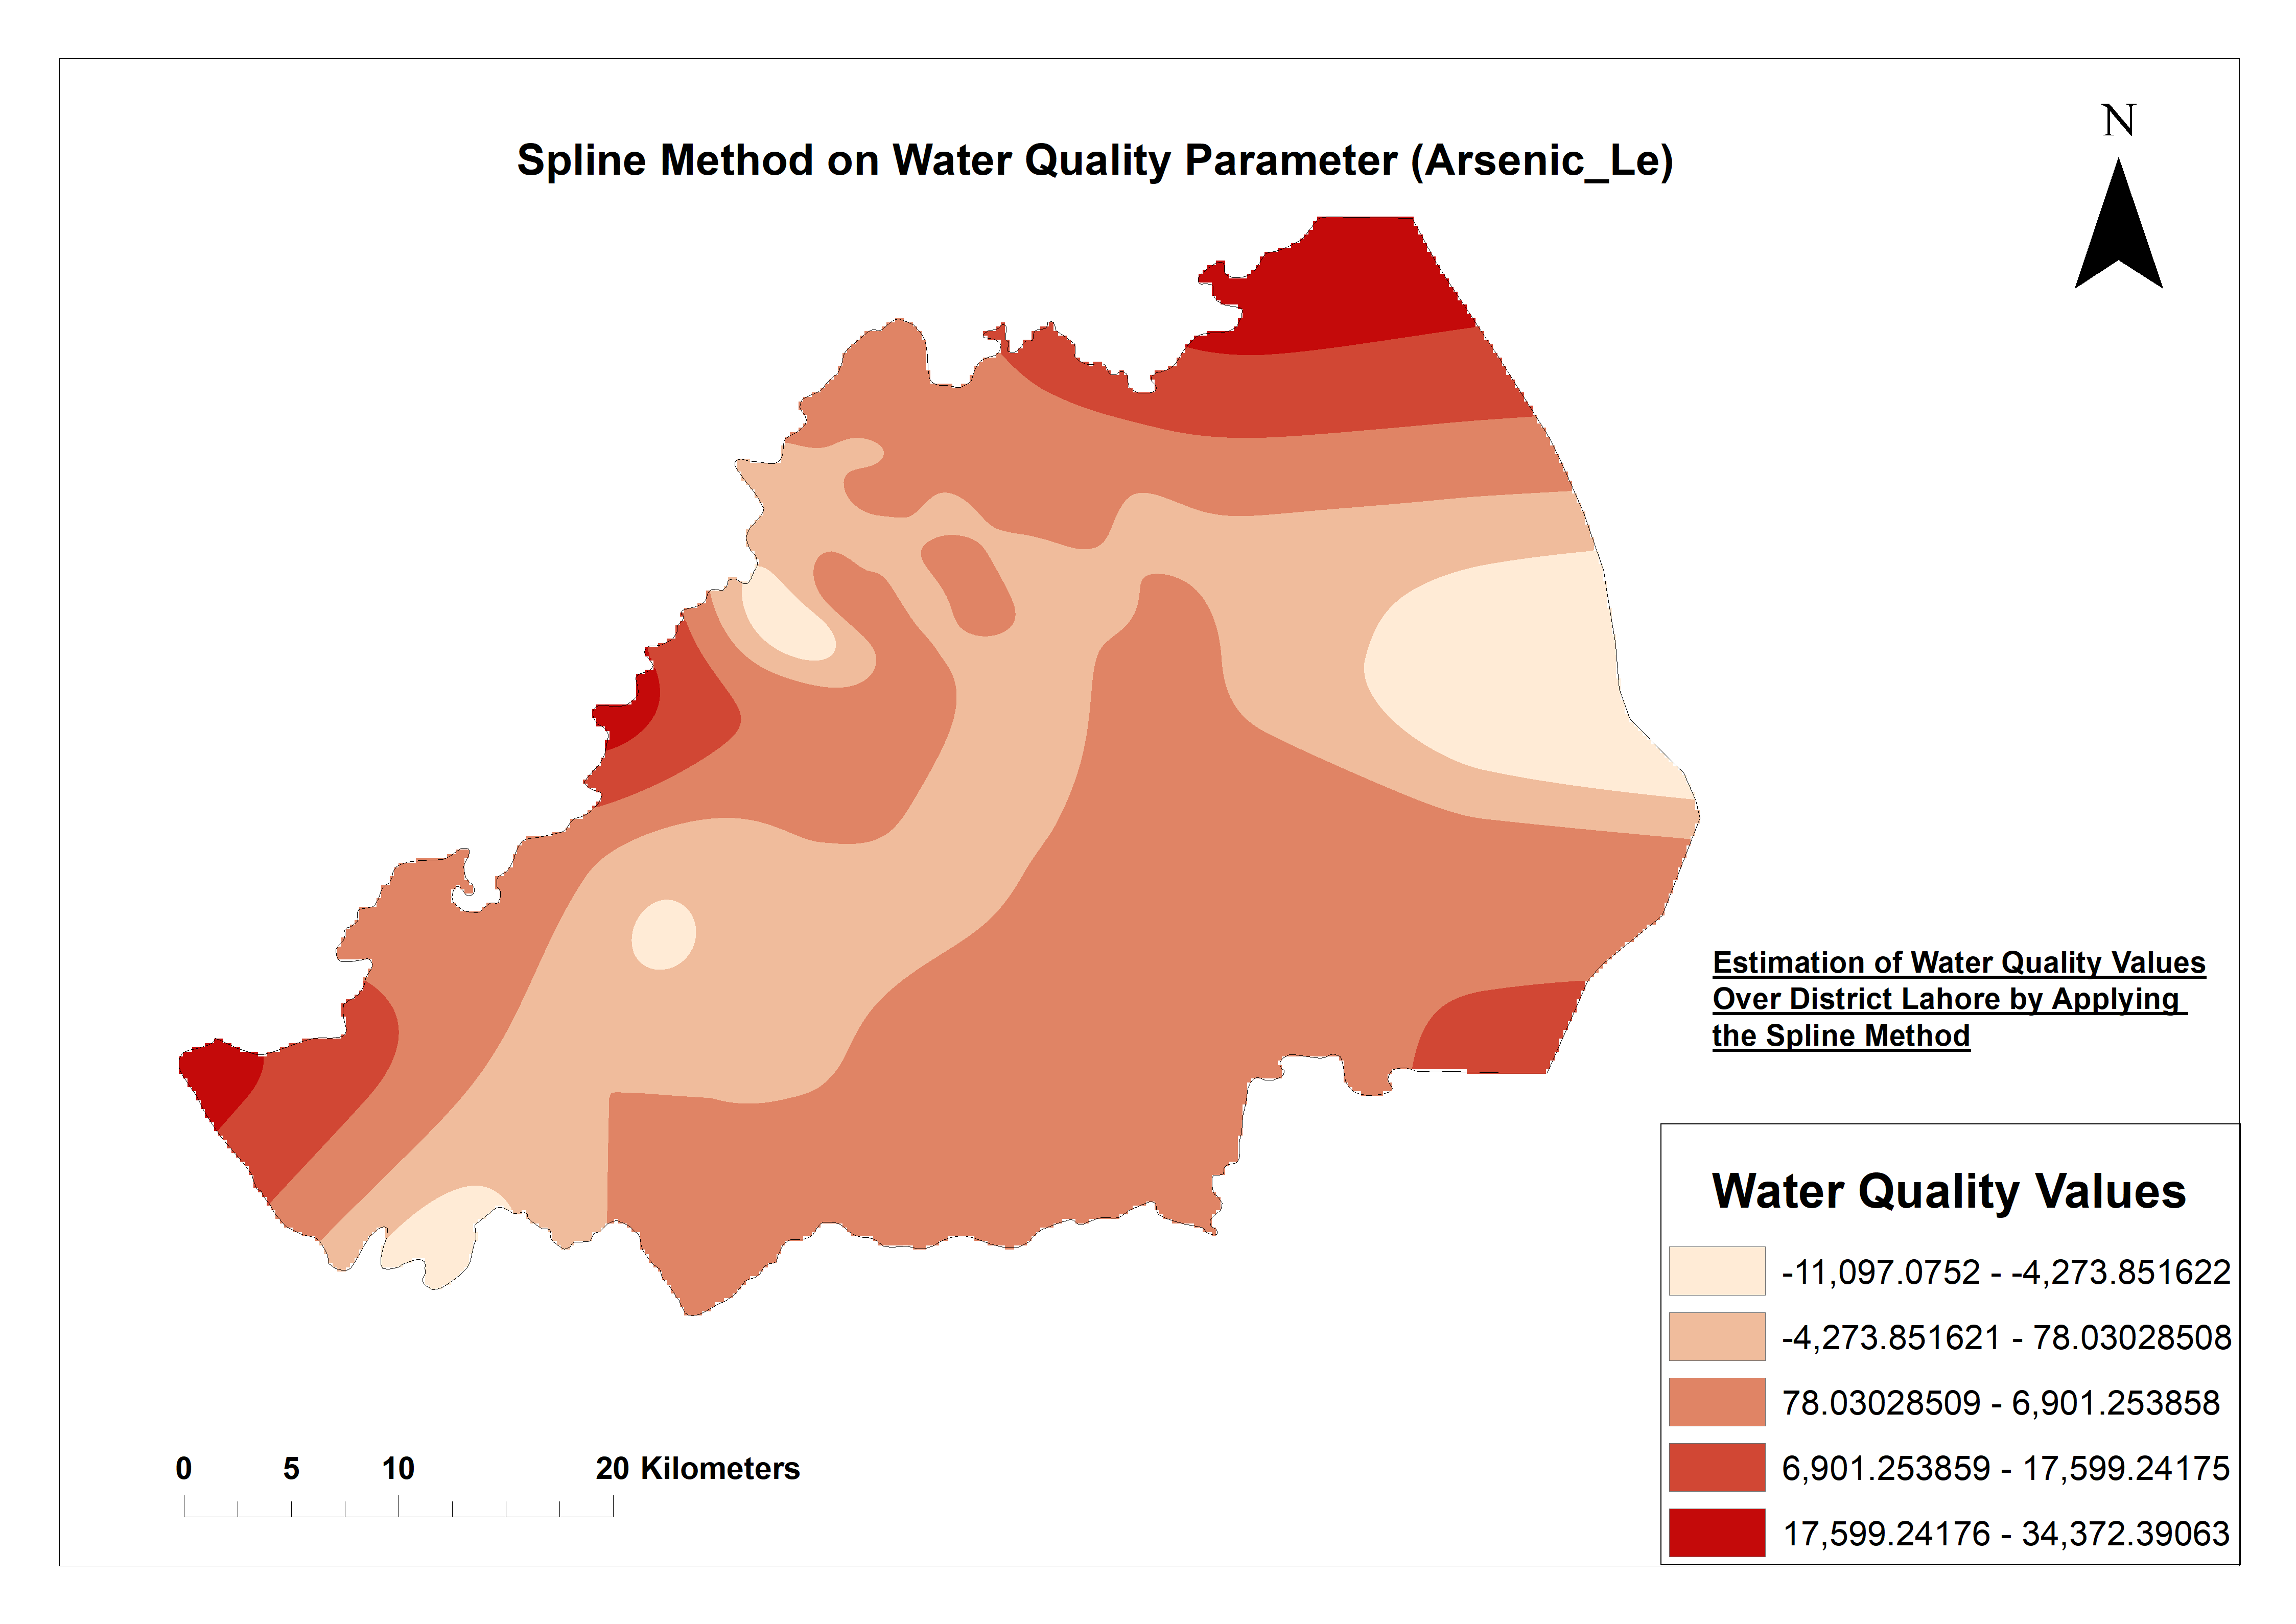 N
Spline Method on Water Quality Parameter (Arsenic_Le)
Estimation of Water Quality Values
Over District Lahore by Applying
the Spline Method
Water Quality Values
-11,097.0752 - -4,273.851622
-4,273.851621 - 78.03028508
78.03028509 - 6,901.253858
6,901.253859 - 17,599.24175
17,599.24176 - 34,372.39063
0 5 10 20 Kilometers